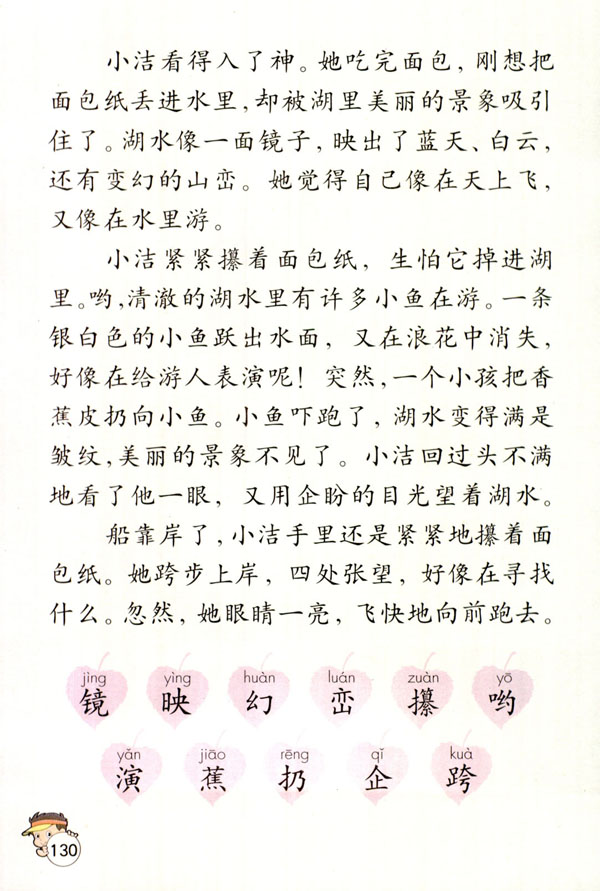 小洁看得入了神。她吃完面包，刚想把
面包纸丢进水里，却被湖里美丽的景象吸引
住了。湖水像一面镜子，映出了蓝天、白云，
还有变幻的山峦。她觉得自己像在天上飞，
又像在水里游。
小洁紧紧攥着面包纸，生怕它掉进湖
里。哟，清澈的湖水里有许多小鱼在游。一条
银白色的小鱼跃出水面，又在浪花中消失，
好像在给游人表演呢！突然，一个小孩把香
蕉皮扔向小鱼。小鱼吓跑了，湖水变得满是
皱纹，美丽的景象不见了。小洁回过头不满
地看了他一眼，又用企盼的目光望着湖水。
船靠岸了，小洁手里还是紧紧地攥着面
包纸。她跨步上岸，四处张望，好像在寻找
什么。忽然，她眼睛一亮，飞快地向前跑去。
jìng yìng huàn luán zuàn yō
镜 映 幻 峦 攥 哟
yǎn jiāo rēng qǐ kuà
演 蕉 扔 企 跨
130